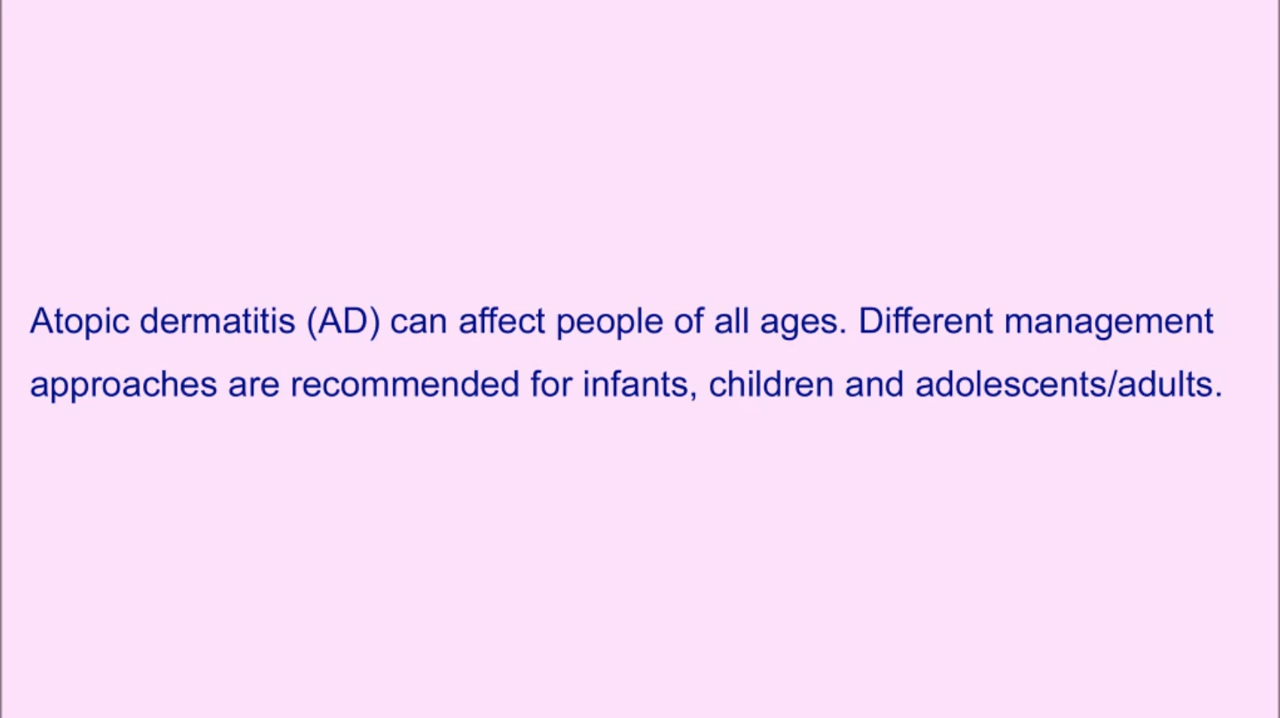 Atopic dermatitis (AD) can affect people of all ages. Different management
approaches are recommended for infants, children and adolescents/adults.